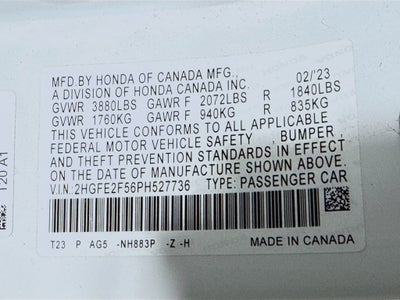 MFD.BY HONDA OF CANADA MFG.,
A DIVISION OF HONDA CANADA INC. 02/'23
GVWR 3880LBS GAWR F 2072LBS R 1840LBS
GVWR 1760KG GAWR F 940KG R 835KG
THIS VEHICLE CONFORMS TO ALL APPLICABLE
FEDERAL MOTOR VEHICLE SAFETY , BUMPER ,
AND THEFT PREVENTION STANDARDS IN EFFECT
ON THE DATE OF MANUFACTURE SHOWN ABOVE.
V.I.N:2HGFE2F56PH527736 TYPE: PASSENGER CAR
T23 P AG5 -NH883P -Z -H MADE IN CANADA
T20 A1